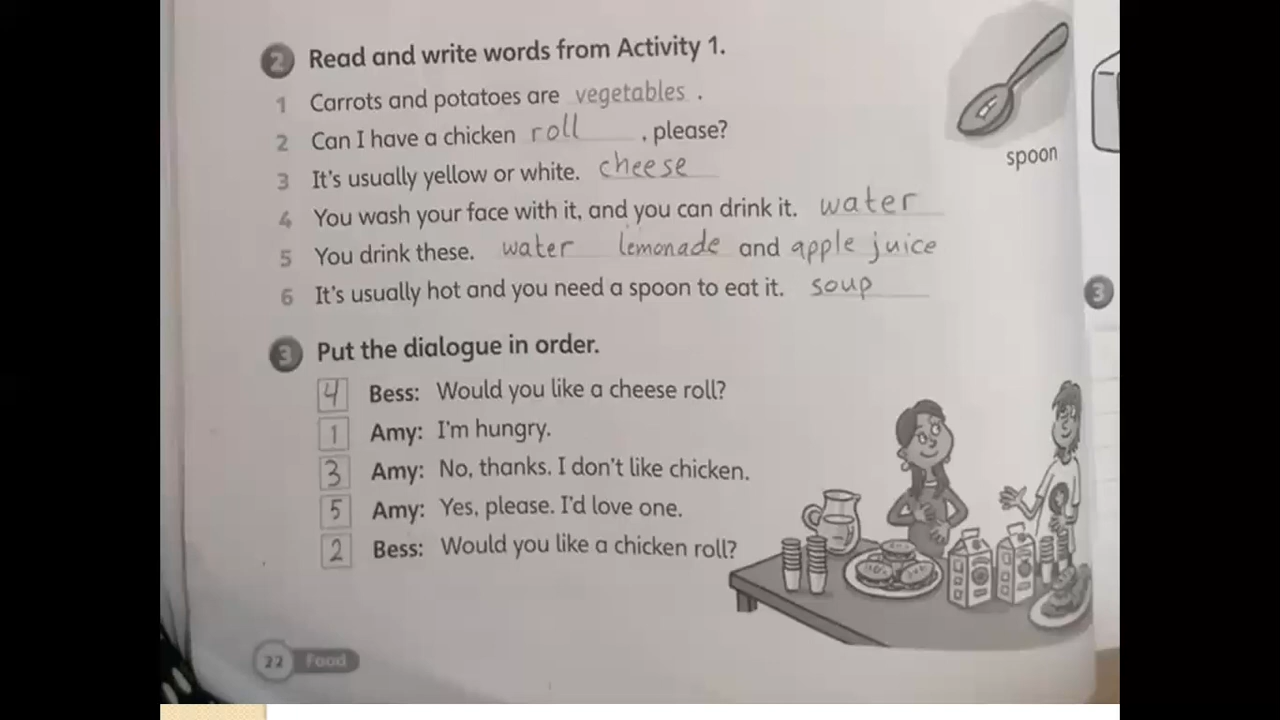 2 Read and write words from Activity 1.
1 Carrots and potatoes are vegetables .
2 Can I have a chicken roll , please?
3 It's usually yellow or white. cheese
4 You wash your face with it, and you can drink it. water
5 You drink these. water lemonade and apple juice
6 It's usually hot and you need a spoon to eat it. soup
spoon
3
3 Put the dialogue in order.
4 Bess: Would you like a cheese roll?
1 Amy: I'm hungry.
3 Amy: No, thanks. I don't like chicken.
5 Amy: Yes, please. I'd love one.
2 Bess: Would you like a chicken roll?
22 Food